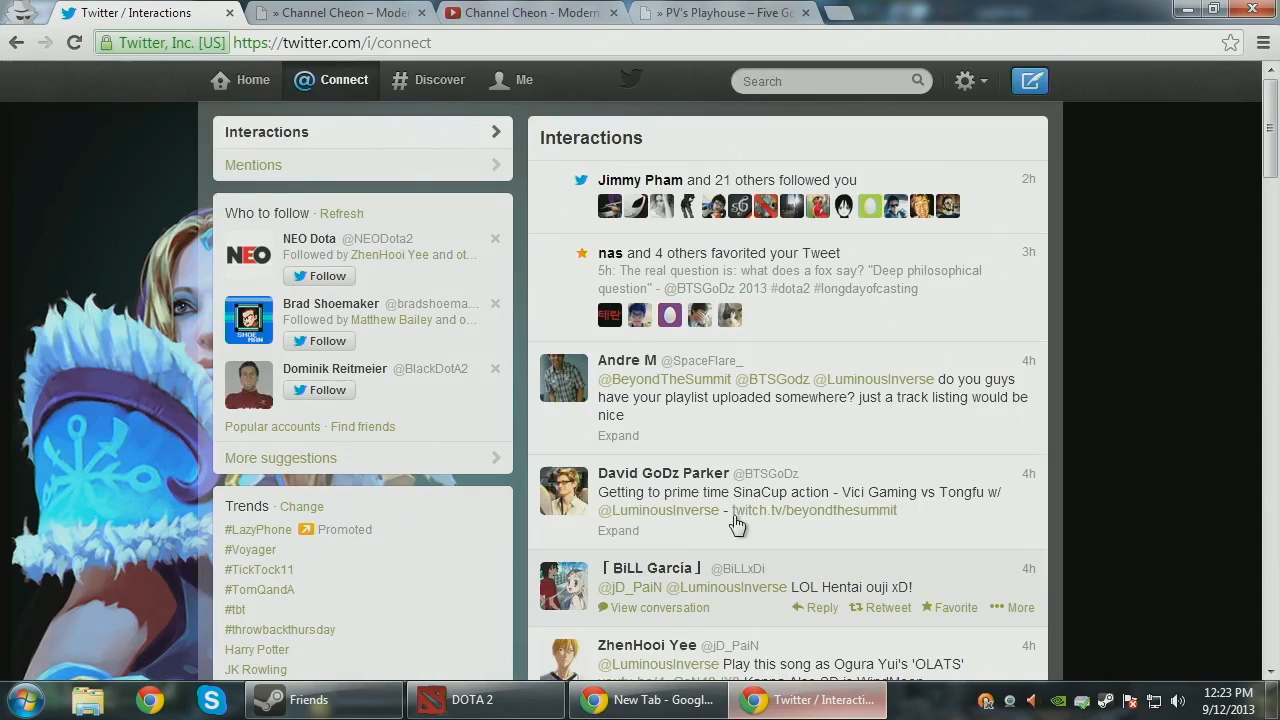 Twitter / Interactions
» Channel Cheon – Moder
Channel Cheon - Modern
» PV's Playhouse – Five Go
Twitter, Inc. [US]
https://twitter.com/i/connect
Home
Connect
Discover
Me
Search
Interactions
Mentions
Who to follow · Refresh
NEO
NEO Dota @NEODota2
Followed by ZhenHooi Yee and ot...
Follow
SHOE MAN
Brad Shoemaker @bradshoema...
Followed by Matthew Bailey and o...
Follow
Dominik Reitmeier @BlackDotA2
Follow
Popular accounts · Find friends
More suggestions
Trends · Change
#LazyPhone Promoted
#Voyager
#TickTock11
#TomQandA
#tbt
#throwbackthursday
Harry Potter
JK Rowling
Interactions
Jimmy Pham and 21 others followed you
2h
nas and 4 others favorited your Tweet
3h
5h: The real question is: what does a fox say? "Deep philosophical
question" - @BTSGoDz 2013 #dota2 #longdayofcasting
테란
Andre M @SpaceFlare_
4h
@BeyondTheSummit @BTSGodz @LuminousInverse do you guys
have your playlist uploaded somewhere? just a track listing would be
nice
Expand
David GoDz Parker @BTSGoDz
4h
Getting to prime time SinaCup action - Vici Gaming vs Tongfu w/
@LuminousInverse - twitch.tv/beyondthesummit
Expand
「BiLL García」 @BiLLxDi
4h
@jD_PaiN @LuminousInverse LOL Hentai ouji xD!
View conversation
Reply
Retweet
Favorite
More
ZhenHooi Yee @jD_PaiN
4h
@LuminousInverse Play this song as Ogura Yui's 'OLATS'
Friends
DOTA 2
New Tab - Googl...
Twitter / Interacti...
12:23 PM
9/12/2013